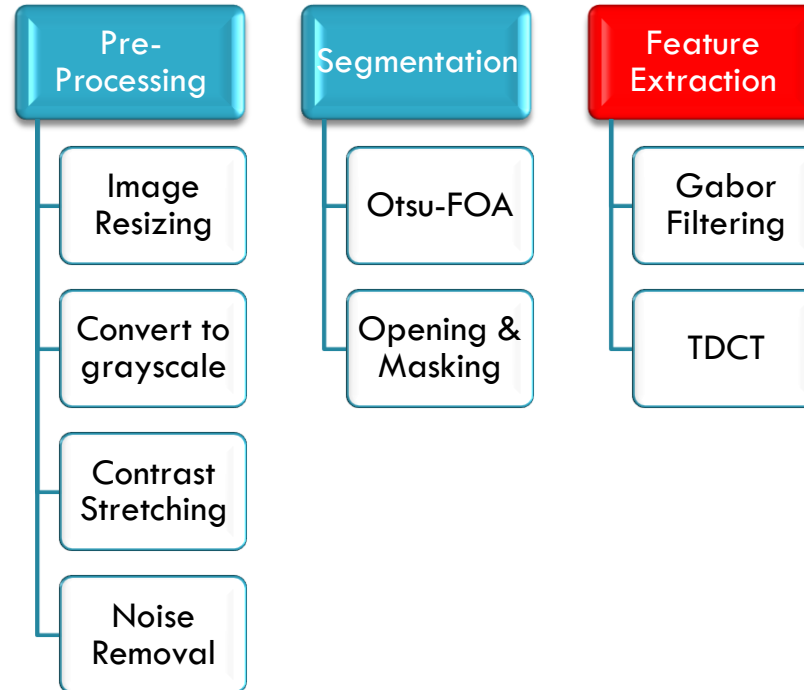 Pre-
Processing
Image
Resizing
Convert to
grayscale
Contrast
Stretching
Noise
Removal
Segmentation
Otsu-FOA
Opening &
Masking
Feature
Extraction
Gabor
Filtering
TDCT